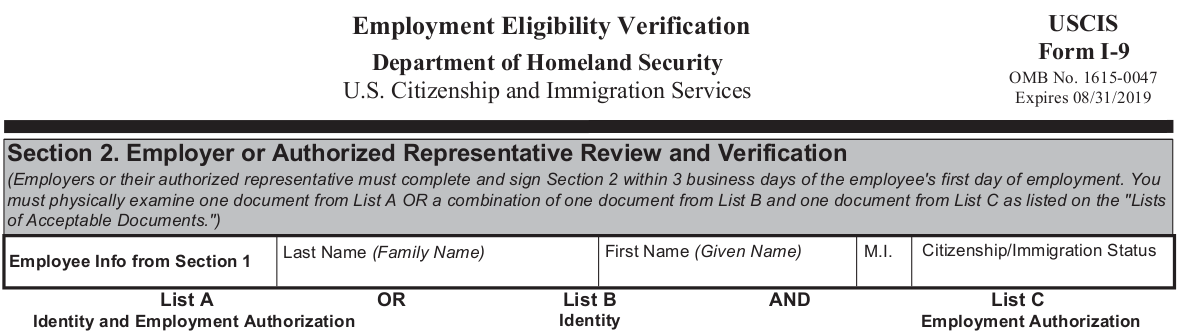 Employment Eligibility Verification
Department of Homeland Security
U.S. Citizenship and Immigration Services
USCIS
Form I-9
OMB No. 1615-0047
Expires 08/31/2019
Section 2. Employer or Authorized Representative Review and Verification
(Employers or their authorized representative must complete and sign Section 2 within 3 business days of the employee's first day of employment. You
must physically examine one document from List A OR a combination of one document from List B and one document from List C as listed on the "Lists
of Acceptable Documents.")
Employee Info from Section 1
Last Name (Family Name)
First Name (Given Name)
M.I.
Citizenship/Immigration Status
List A OR List B AND List C
Identity and Employment Authorization Identity Employment Authorization